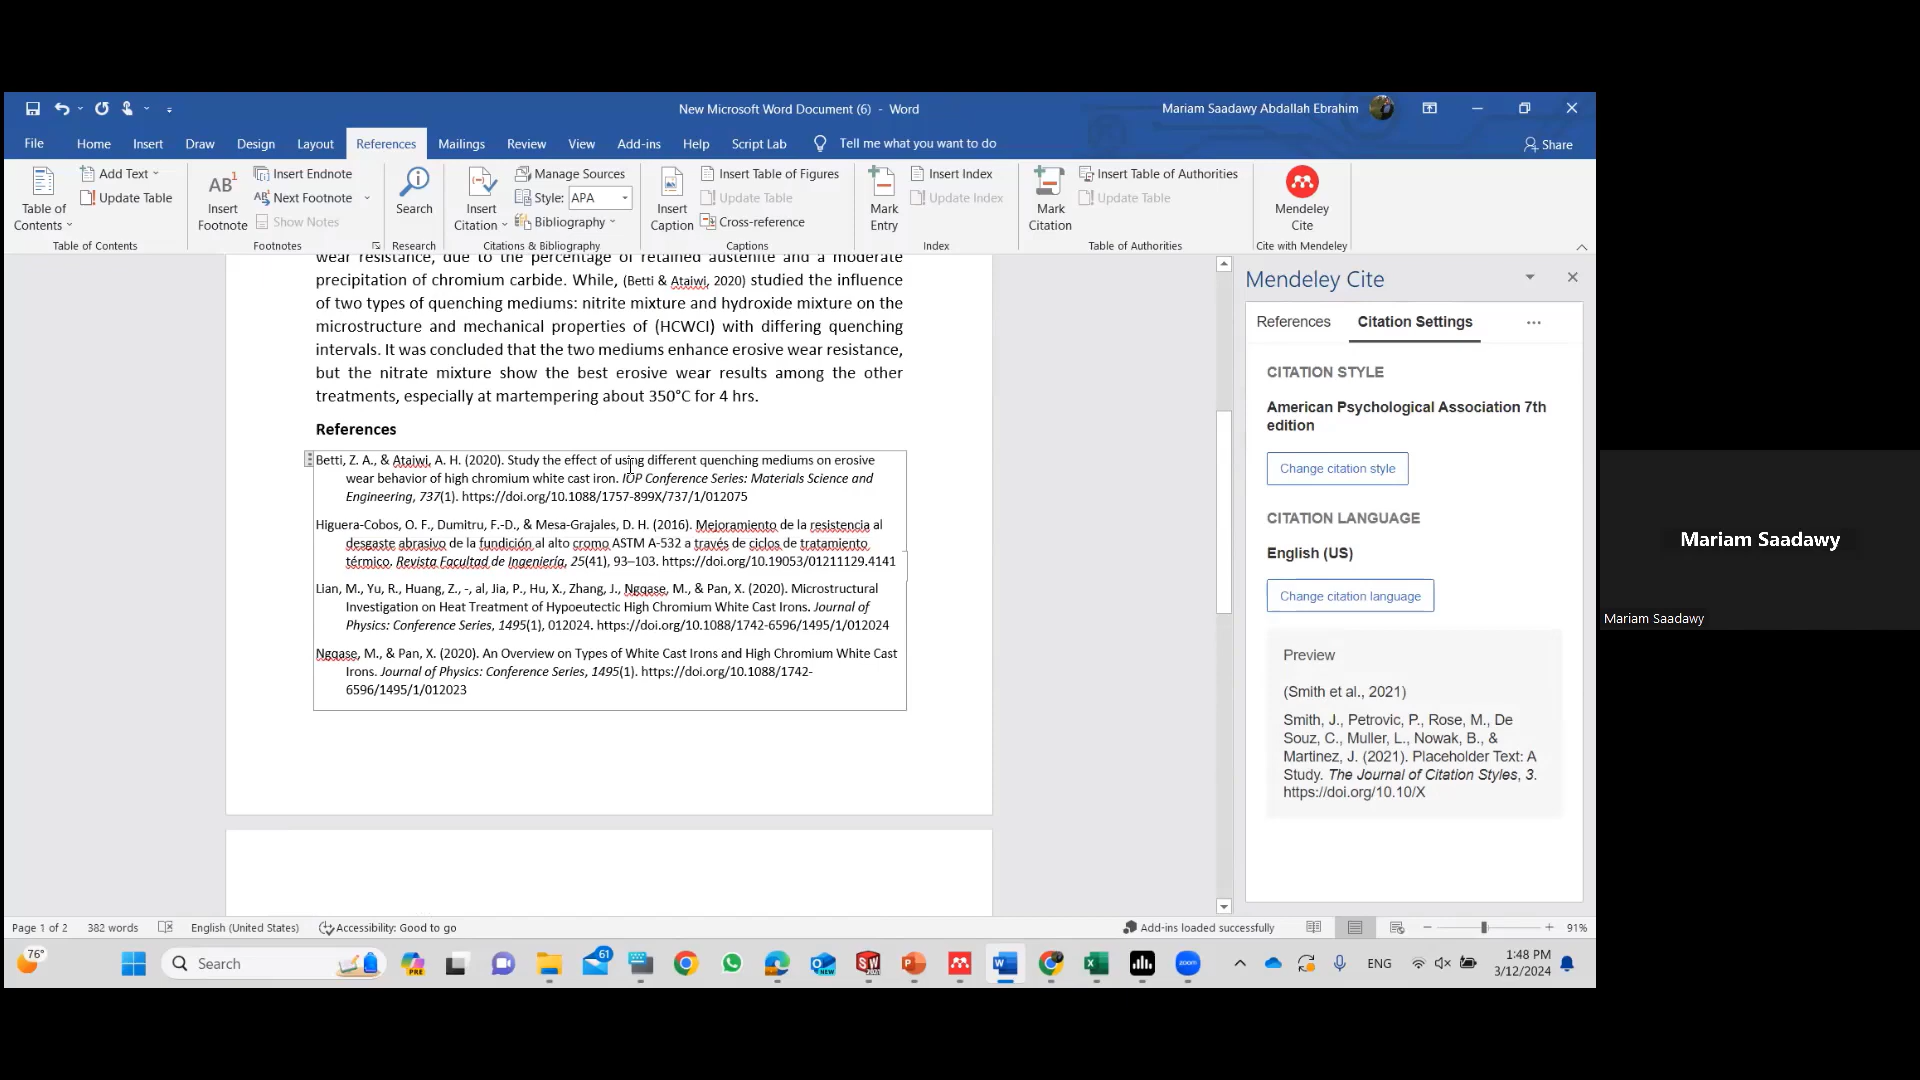 New Microsoft Word Document (6) - Word
Mariam Saadawy Abdallah Ebrahim
File Home Insert Draw Design Layout References Mailings Review View Add-ins Help Script Lab Tell me what you want to do Share
Table of Contents
Add Text
Update Table
Table of Contents
AB1 Insert Footnote
Insert Endnote
Next Footnote
Show Notes
Footnotes
Search
Research
Insert Citation
Manage Sources
Style: APA
Bibliography
Citations & Bibliography
Insert Caption
Insert Table of Figures
Update Table
Cross-reference
Captions
Mark Entry
Insert Index
Update Index
Index
Mark Citation
Insert Table of Authorities
Update Table
Table of Authorities
Mendeley Cite
Cite with Mendeley
wear resistance, due to the percentage of retained austenite and a moderate
precipitation of chromium carbide. While, (Betti & Ataiwi, 2020) studied the influence
of two types of quenching mediums: nitrite mixture and hydroxide mixture on the
microstructure and mechanical properties of (HCWCI) with differing quenching
intervals. It was concluded that the two mediums enhance erosive wear resistance,
but the nitrate mixture show the best erosive wear results among the other
treatments, especially at martempering about 350°C for 4 hrs.
References
Betti, Z. A., & Ataiwi, A. H. (2020). Study the effect of using different quenching mediums on erosive
wear behavior of high chromium white cast iron. IOP Conference Series: Materials Science and
Engineering, 737(1). https://doi.org/10.1088/1757-899X/737/1/012075
Higuera-Cobos, O. F., Dumitru, F.-D., & Mesa-Grajales, D. H. (2016). Mejoramiento de la resistencia al
desgaste abrasivo de la fundición al alto cromo ASTM A-532 a través de ciclos de tratamiento
térmico. Revista Facultad de Ingeniería, 25(41), 93–103. https://doi.org/10.19053/01211129.4141
Lian, M., Yu, R., Huang, Z., -, al, Jia, P., Hu, X., Zhang, J., Ngqase, M., & Pan, X. (2020). Microstructural
Investigation on Heat Treatment of Hypoeutectic High Chromium White Cast Irons. Journal of
Physics: Conference Series, 1495(1), 012024. https://doi.org/10.1088/1742-6596/1495/1/012024
Ngqase, M., & Pan, X. (2020). An Overview on Types of White Cast Irons and High Chromium White Cast
Irons. Journal of Physics: Conference Series, 1495(1). https://doi.org/10.1088/1742-
6596/1495/1/012023
Mendeley Cite
References Citation Settings ...
CITATION STYLE
American Psychological Association 7th
edition
Change citation style
CITATION LANGUAGE
English (US)
Change citation language
Preview
(Smith et al., 2021)
Smith, J., Petrovic, P., Rose, M., De
Souz, C., Muller, L., Nowak, B., &
Martinez, J. (2021). Placeholder Text: A
Study. The Journal of Citation Styles, 3.
https://doi.org/10.10/X
Mariam Saadawy
Mariam Saadawy
Page 1 of 2 382 words English (United States) Accessibility: Good to go Add-ins loaded successfully 91%
76° Search PRE 61 NEW zoom ENG
1:48 PM
3/12/2024